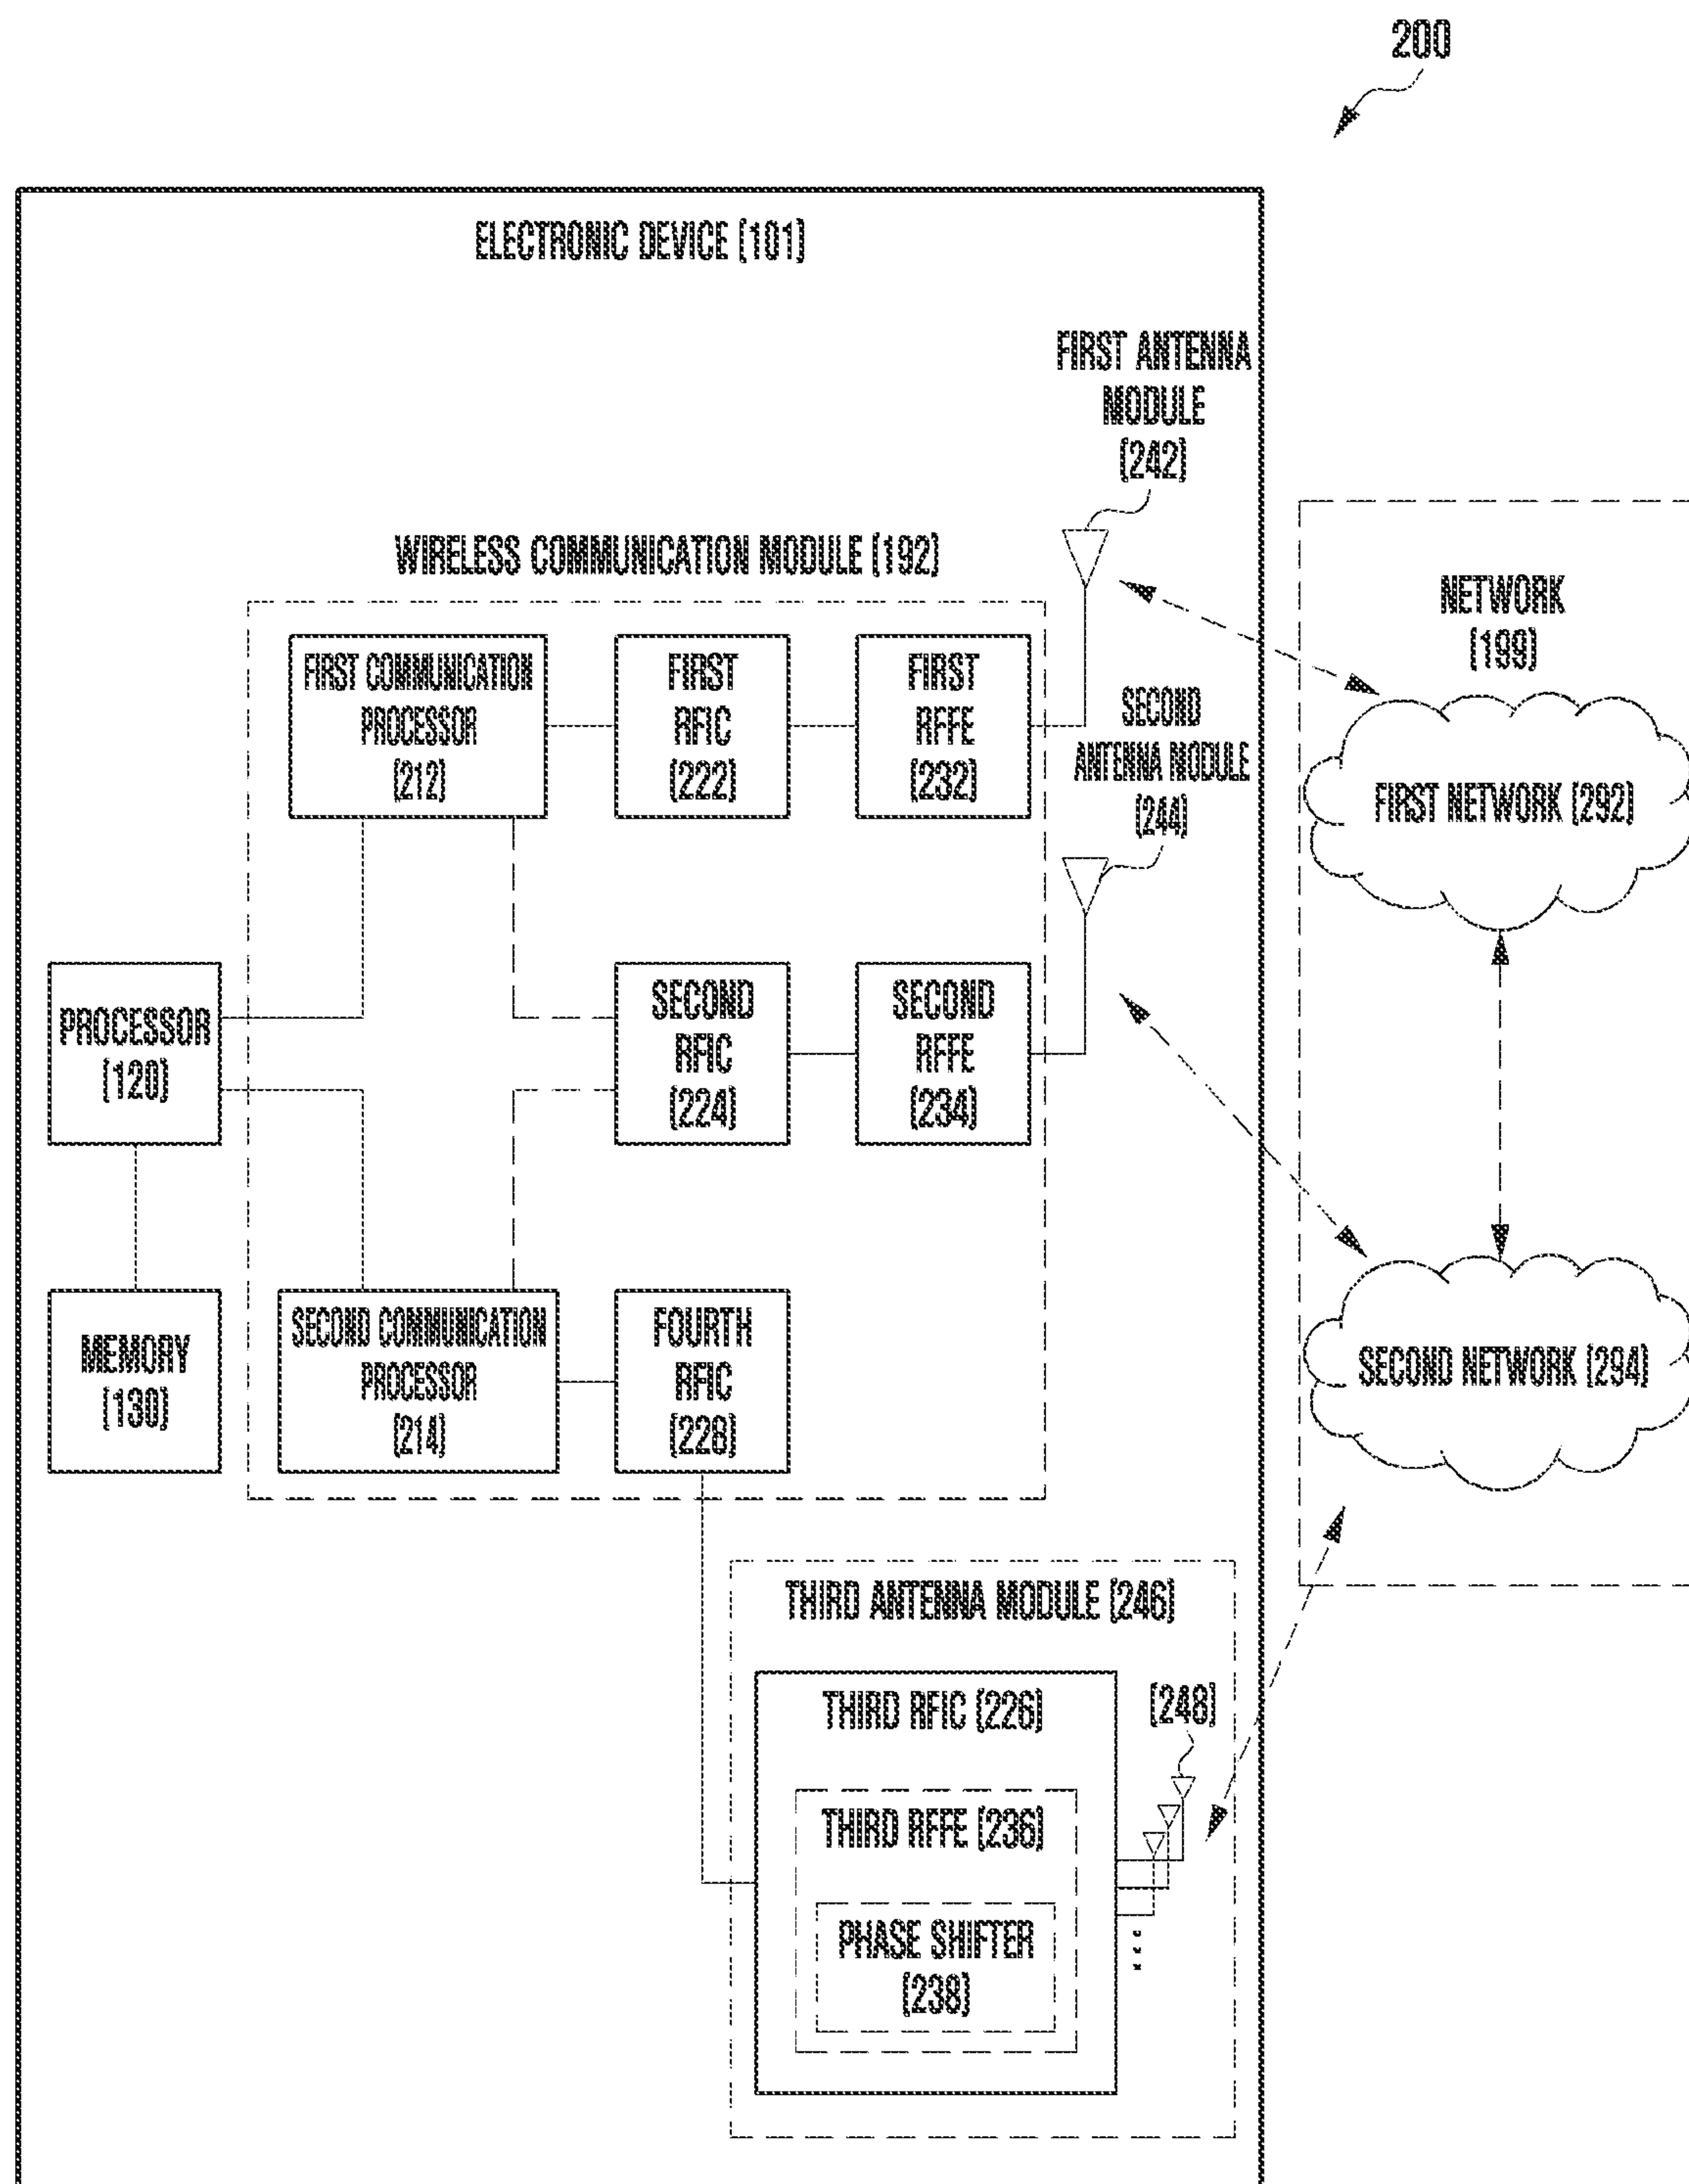 200
ELECTRONIC DEVICE [101]
FIRST ANTENNA
MODULE
[242]
WIRELESS COMMUNICATION MODULE [192]
FIRST COMMUNICATION
PROCESSOR
[212]
FIRST
RFIC
[222]
FIRST
RFFE
[232]
SECOND
ANTENNA MODULE
[244]
NETWORK
[199]
FIRST NETWORK [292]
PROCESSOR
[120]
SECOND
RFIC
[224]
SECOND
RFFE
[234]
MEMORY
[130]
SECOND COMMUNICATION
PROCESSOR
[214]
FOURTH
RFIC
[228]
SECOND NETWORK [294]
THIRD ANTENNA MODULE [246]
THIRD RFIC [226]
[248]
THIRD RFFE [236]
PHASE SHIFTER
[238]